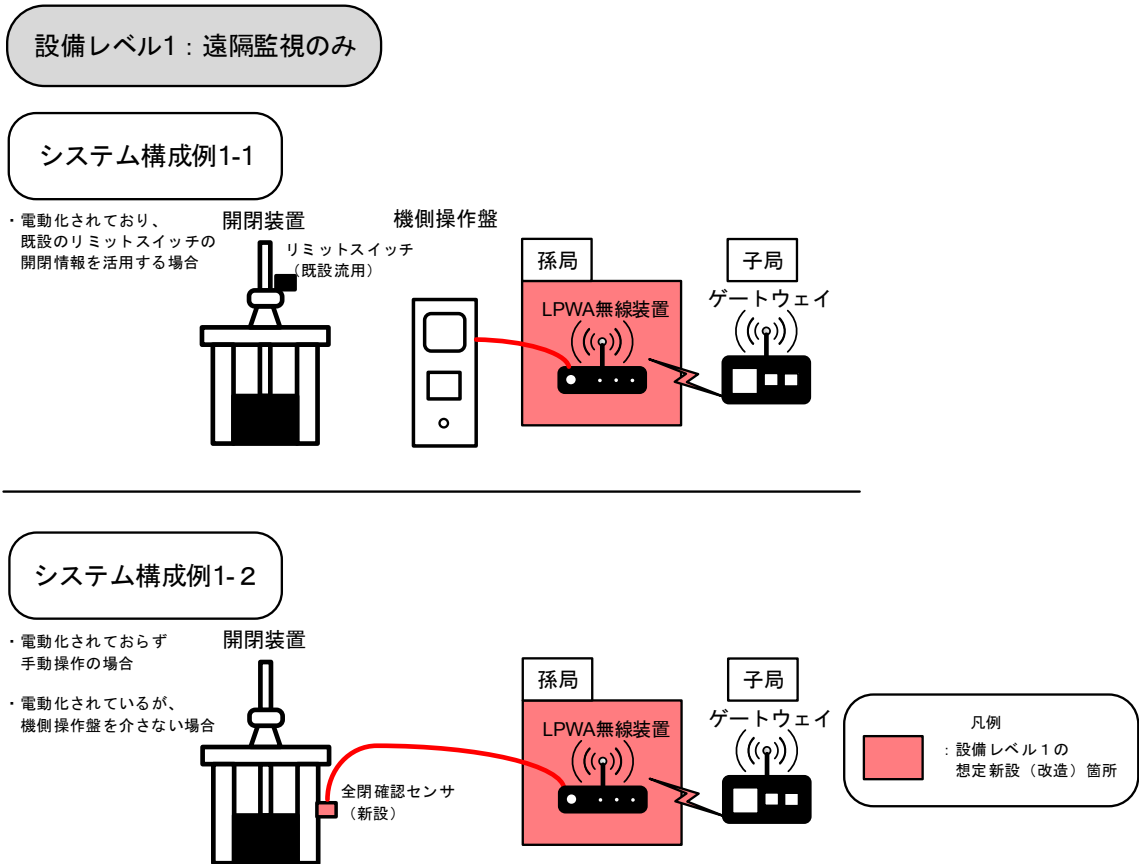 設備レベル1：遠隔監視のみ
システム構成例1-1
・電動化されており、
既設のリミットスイッチの
開閉情報を活用する場合
開閉装置
リミットスイッチ
（既設流用）
機側操作盤
孫局
LPWA無線装置
子局
ゲートウェイ
システム構成例1-２
・電動化されておらず
手動操作の場合
・電動化されているが、
機側操作盤を介さない場合
開閉装置
全閉確認センサ
（新設）
孫局
LPWA無線装置
子局
ゲートウェイ
凡例
：設備レベル１の
想定新設（改造）箇所